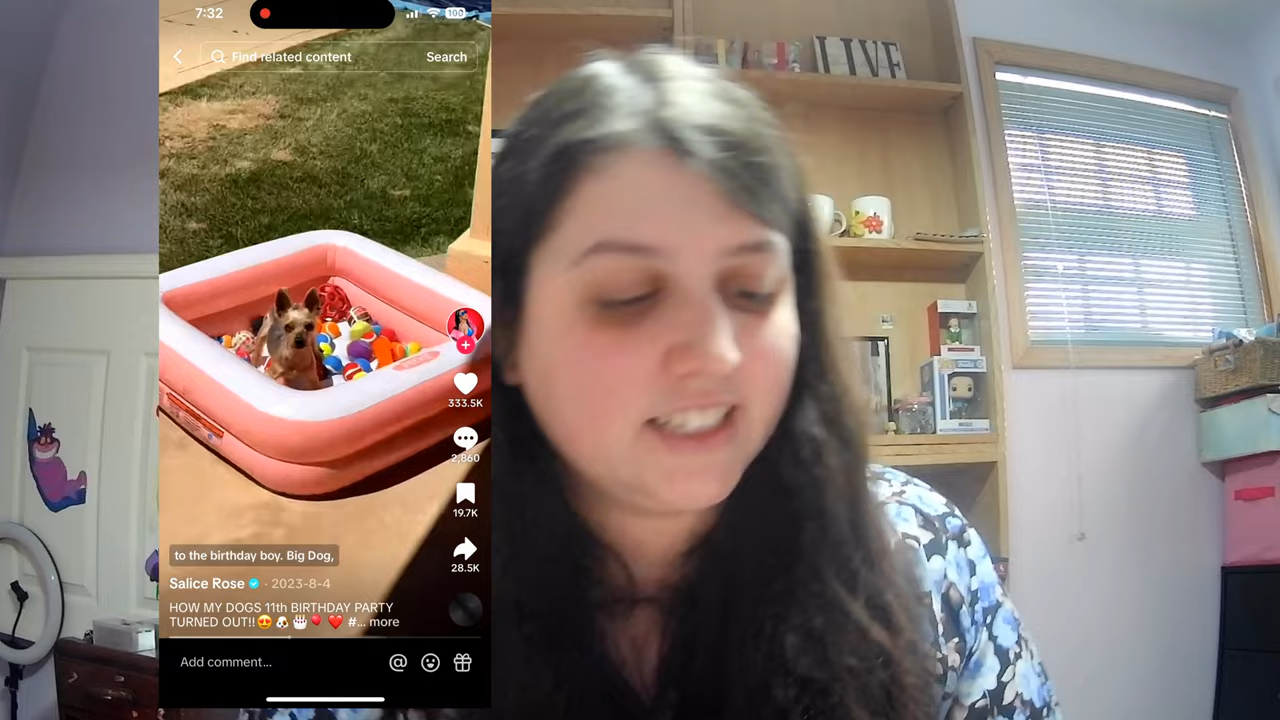 7:32
100
Find related content
Search
LIVE
333.5K
2,860
19.7K
28.5K
to the birthday boy. Big Dog,
Salice Rose · 2023-8-4
HOW MY DOGS 11th BIRTHDAY PARTY
TURNED OUT!!😍🐶🎂🎈❤️ #... more
Add comment...